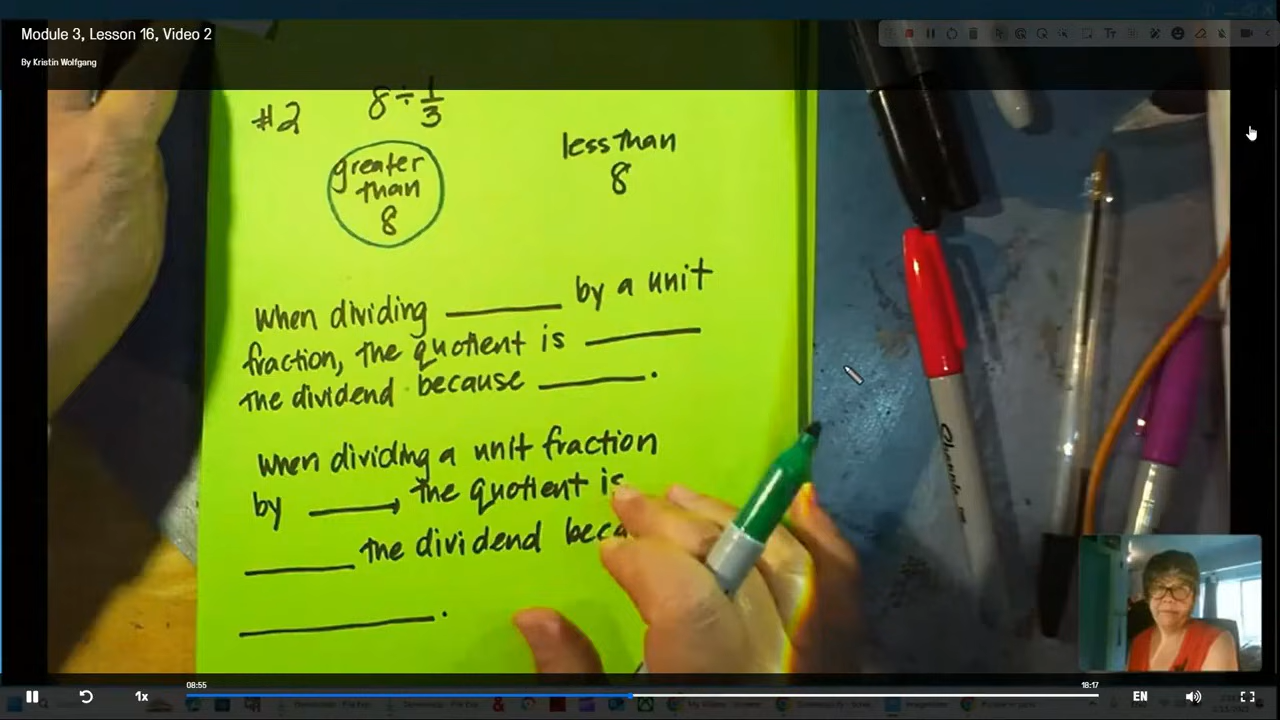 Module 3, Lesson 16, Video 2
By Kristin Wolfgang
#2
8 ÷ 1/3
greater
than
8
less than
8
When dividing ______ by a unit
fraction, the quotient is ______
the dividend because ______.
When dividing a unit fraction
by ______, the quotient is
______ the dividend
______.
Sharpie
08:55
18:17
1x
EN